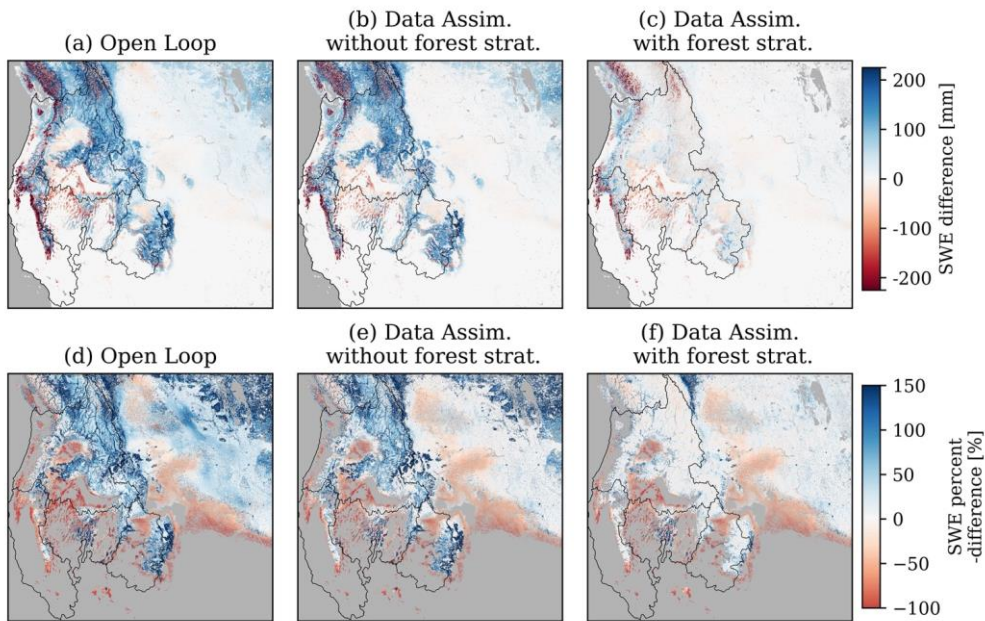 (a) Open Loop
(b) Data Assim.
without forest strat.
(c) Data Assim.
with forest strat.
200
100
0
-100
-200
SWE difference [mm]
(d) Open Loop
(e) Data Assim.
without forest strat.
(f) Data Assim.
with forest strat.
150
100
50
0
−50
−100
SWE percent
-difference [%]